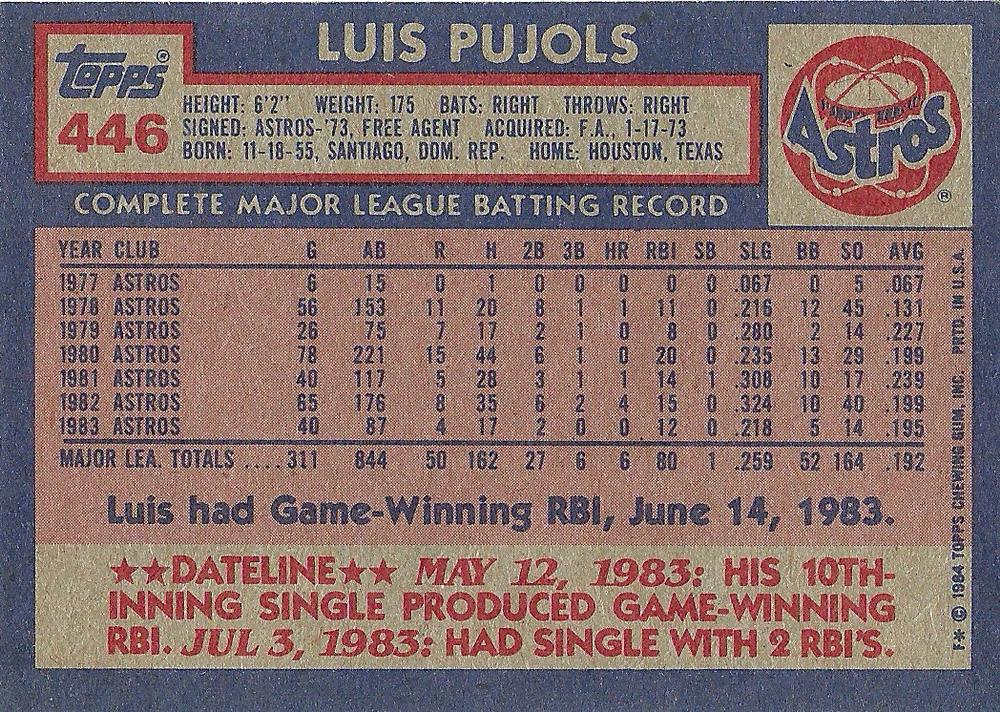 LUIS PUJOLS
Topps®
446
HEIGHT: 6'2" WEIGHT: 175 BATS: RIGHT THROWS: RIGHT
SIGNED: ASTROS-'73, FREE AGENT ACQUIRED: F.A., 1-17-73
BORN: 11-18-55, SANTIAGO, DOM. REP. HOME: HOUSTON, TEXAS
Astros
®
COMPLETE MAJOR LEAGUE BATTING RECORD
YEAR CLUB G AB R H 2B 3B HR RBI SB SLG BB SO AVG
1977 ASTROS 6 15 0 1 0 0 0 0 0 .067 0 5 .067
1978 ASTROS 56 153 11 20 8 1 1 11 0 .216 12 45 .131
1979 ASTROS 26 75 7 17 2 1 0 8 0 .280 2 14 .227
1980 ASTROS 78 221 15 44 6 1 0 20 0 .235 13 29 .199
1981 ASTROS 40 117 5 28 3 1 1 14 1 .308 10 17 .239
1982 ASTROS 65 176 8 35 6 2 4 15 0 .324 10 40 .199
1983 ASTROS 40 87 4 17 2 0 0 12 0 .218 5 14 .195
MAJOR LEA. TOTALS ....311 844 50 162 27 6 6 80 1 .259 52 164 .192
Luis had Game-Winning RBI, June 14, 1983.
★★DATELINE★★ MAY 12, 1983: HIS 10TH-
INNING SINGLE PRODUCED GAME-WINNING
RBI. JUL 3, 1983: HAD SINGLE WITH 2 RBI'S.
F* © 1984 TOPPS CHEWING GUM, INC. PRTD. IN U.S.A.